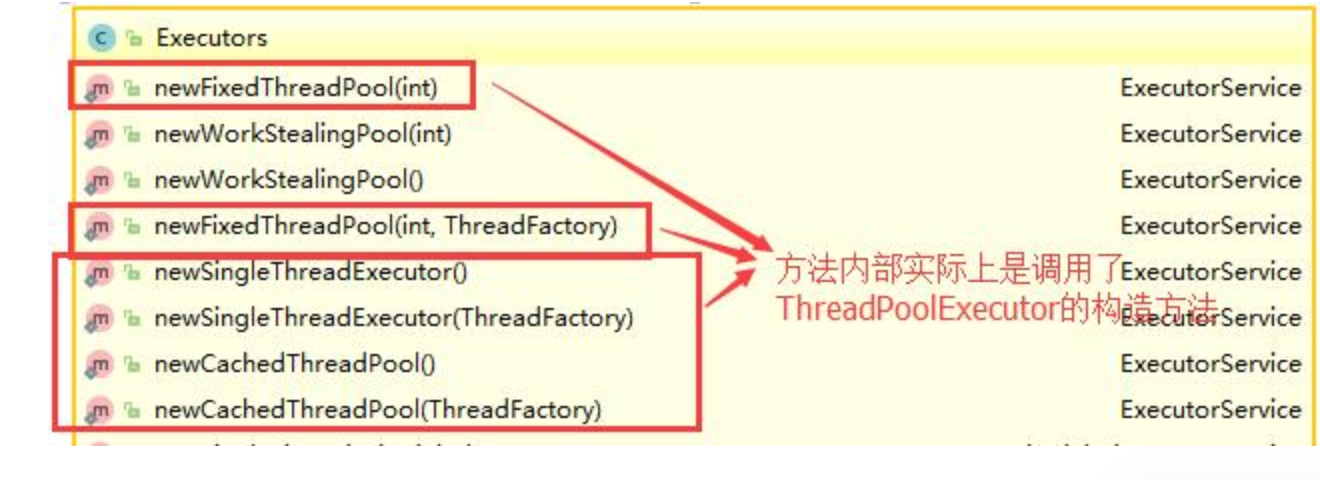 Executors
newFixedThreadPool(int) ExecutorService
newWorkStealingPool(int) ExecutorService
newWorkStealingPool() ExecutorService
newFixedThreadPool(int, ThreadFactory) ExecutorService
newSingleThreadExecutor() 方法内部实际上是调用了 ExecutorService
newSingleThreadExecutor(ThreadFactory) ThreadPoolExecutor的构造方法 ExecutorService
newCachedThreadPool() ExecutorService
newCachedThreadPool(ThreadFactory) ExecutorService